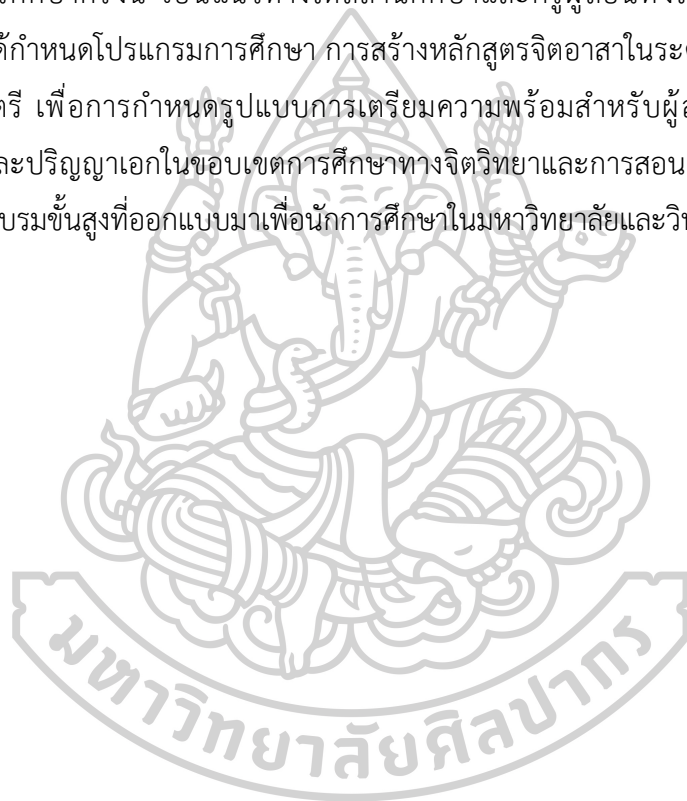 ได้กำหนดโปรแกรมการศึกษา การสร้างหลักสูตรจิตอาสาในระ
เพื่อการกำหนดรูปแบบการเตรียมความพร้อมสำหรับผู้
และปริญญาเอกในขอบเขตการศึกษาทางจิตวิทยาและการสอน
บรมขั้นสูงที่ออกแบบมาเพื่อนักการศึกษาในมหาวิทยาลัยและวิ
มหาวิทยาลัยศิลปากร